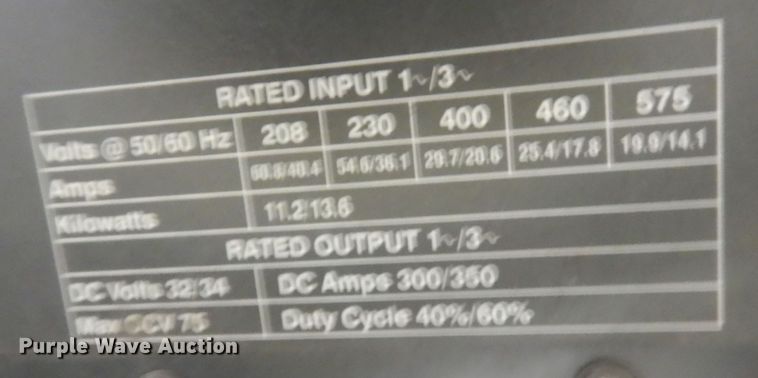 RATED INPUT 1~/3~
Volts @ 50/60 Hz 208 230 400 460 575
Amps 60.8/40.4 54.6/36.1 29.7/20.6 25.4/17.8 19.9/14.1
Kilowatts 11.2 13.6
RATED OUTPUT 1~/3~
DC Volts 32/34 DC Amps 300/350
Max OCV 75 Duty Cycle 40%/60%
Purple Wave Auction